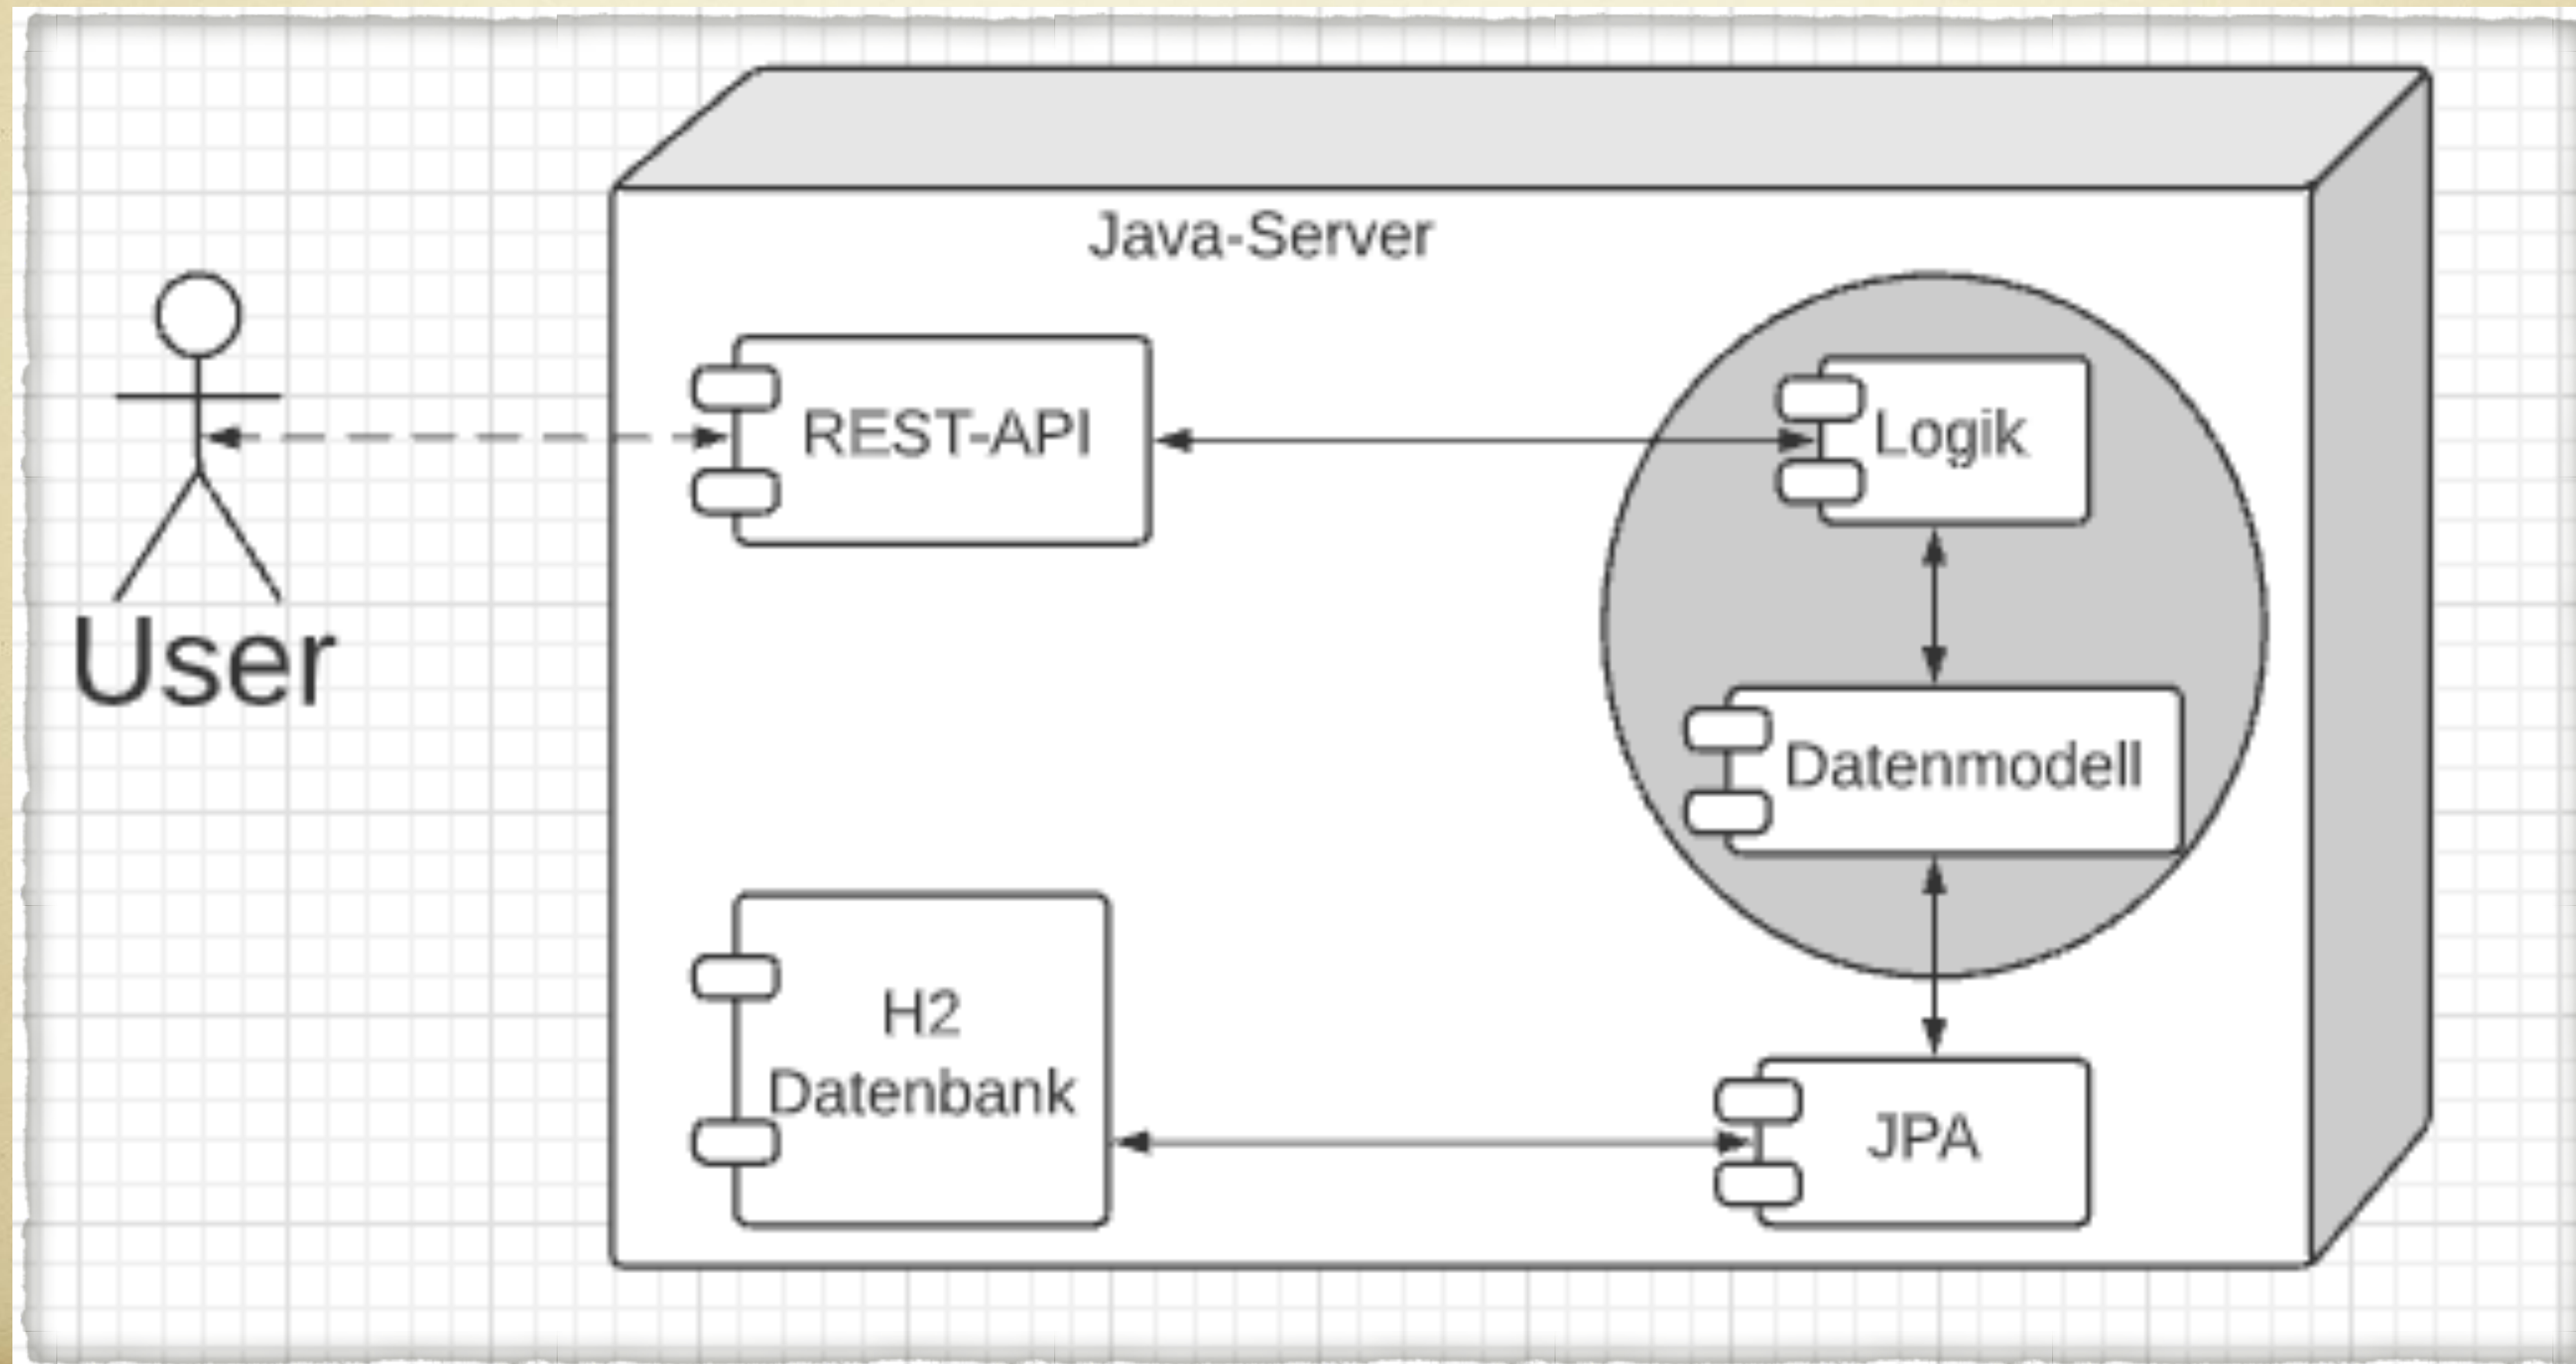 Java-Server
REST-API
Logik
User
Datenmodell
H2
Datenbank
JPA